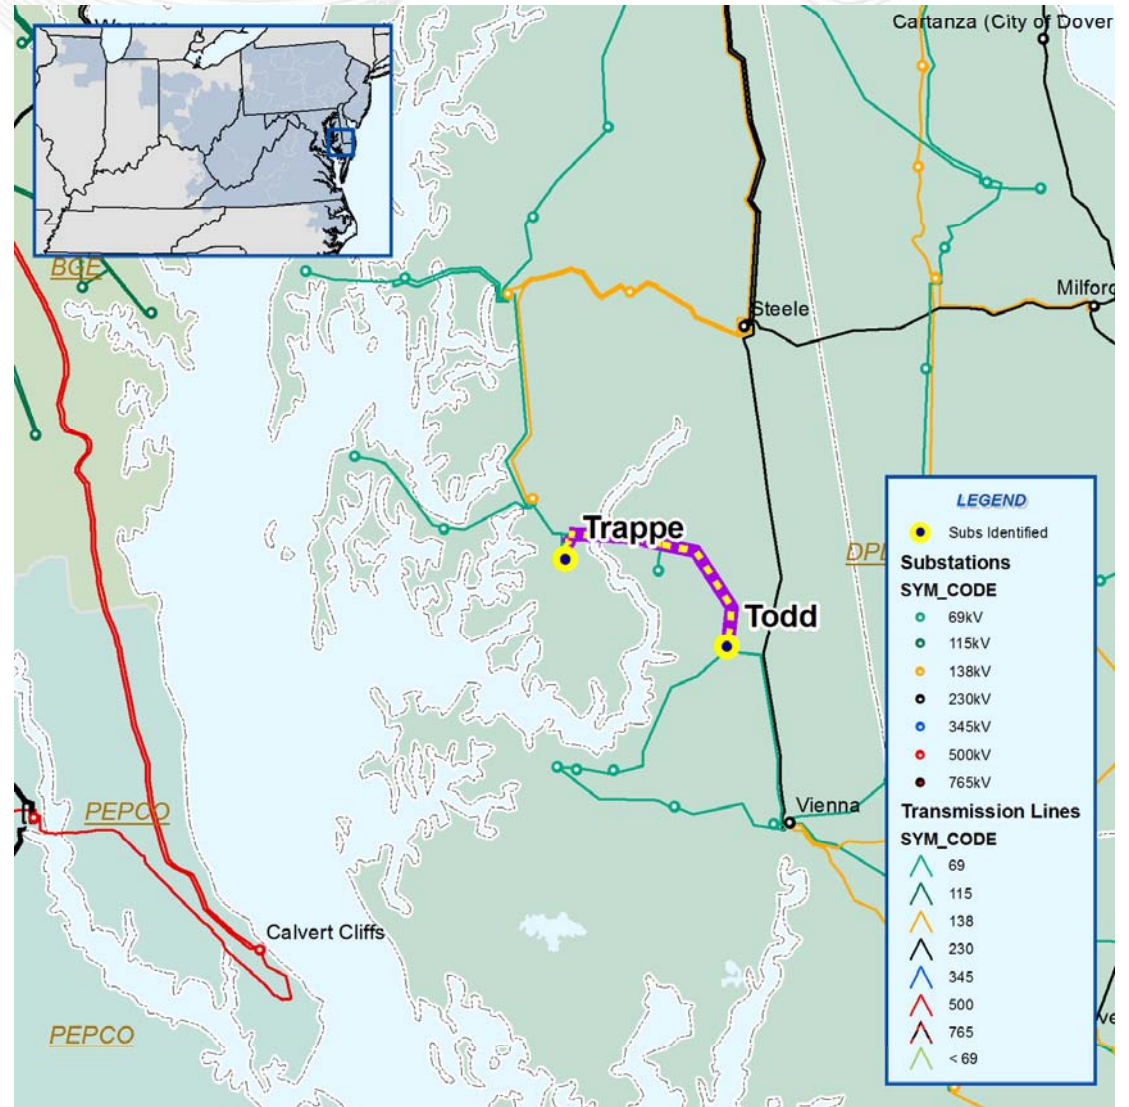 Cartanza (City of Dover
BGE
Steele
Milford
Trappe
DPL
Todd
PEPCO
Vienna
Calvert Cliffs
PEPCO
LEGEND
Subs Identified
Substations
SYM_CODE
69kV
115kV
138kV
230kV
345kV
500kV
765kV
Transmission Lines
SYM_CODE
69
115
138
230
345
500
765
< 69